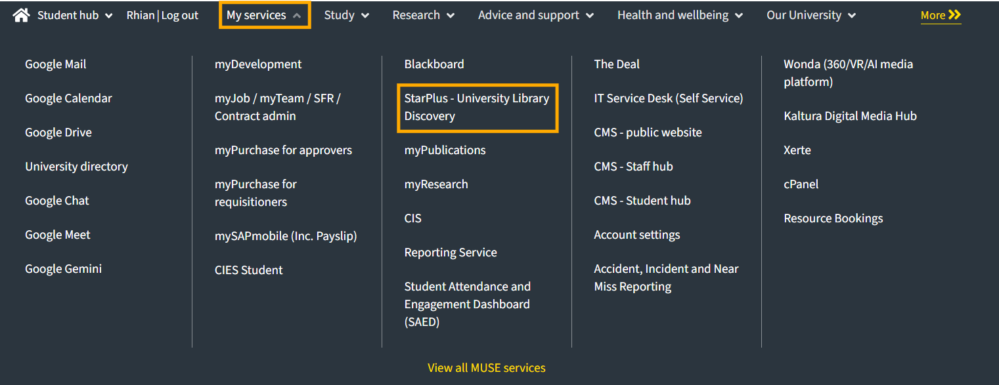 Student hub Rhian | Log out My services Study Research Advice and support Health and wellbeing Our University More
Google Mail
Google Calendar
Google Drive
University directory
Google Chat
Google Meet
Google Gemini
myDevelopment
myJob / myTeam / SFR /
Contract admin
myPurchase for approvers
myPurchase for
requisitioners
mySAPmobile (Inc. Payslip)
CIES Student
Blackboard
StarPlus - University Library
Discovery
myPublications
myResearch
CIS
Reporting Service
Student Attendance and
Engagement Dashboard
(SAED)
The Deal
IT Service Desk (Self Service)
CMS - public website
CMS - Staff hub
CMS - Student hub
Account settings
Accident, Incident and Near
Miss Reporting
Wonda (360/VR/AI media
platform)
Kaltura Digital Media Hub
Xerte
cPanel
Resource Bookings
View all MUSE services